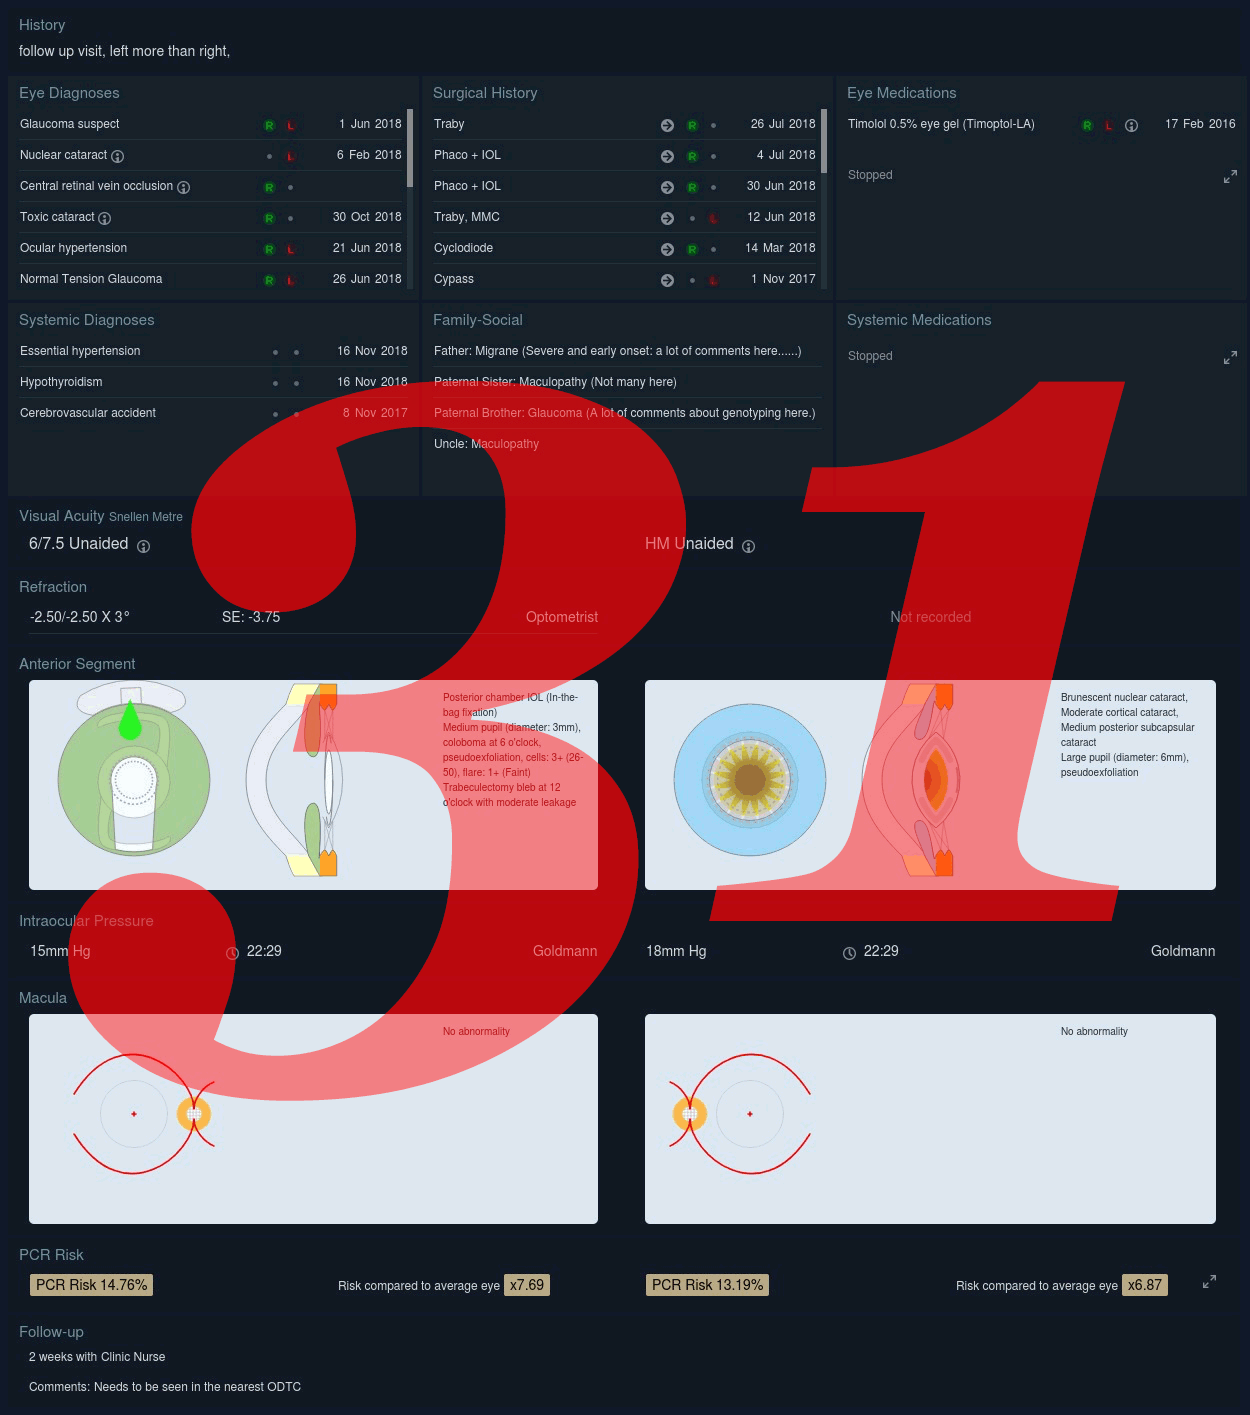 History
follow up visit, left more than right,
Eye Diagnoses
Glaucoma suspect R L 1 Jun 2018
Nuclear cataract L 6 Feb 2018
Central retinal vein occlusion R
Toxic cataract R 30 Oct 2018
Ocular hypertension R L 21 Jun 2018
Normal Tension Glaucoma R L 26 Jun 2018
Surgical History
Traby R 26 Jul 2018
Phaco + IOL R 4 Jul 2018
Phaco + IOL R 30 Jun 2018
Traby, MMC L 12 Jun 2018
Cyclodiode R 14 Mar 2018
Cypass L 1 Nov 2017
Eye Medications
Timolol 0.5% eye gel (Timoptol-LA) R L 17 Feb 2016
Stopped
Systemic Diagnoses
Essential hypertension 16 Nov 2018
Hypothyroidism 16 Nov 2018
Cerebrovascular accident 8 Nov 2017
Family-Social
Father: Migrane (Severe and early onset: a lot of comments here......)
Paternal Sister: Maculopathy (Not many here)
Paternal Brother: Glaucoma (A lot of comments about genotyping here.)
Uncle: Maculopathy
Systemic Medications
Stopped
31
Visual Acuity Snellen Metre
6/7.5 Unaided
HM Unaided
Refraction
-2.50/-2.50 X 3° SE: -3.75 Optometrist
Not recorded
Anterior Segment
Posterior chamber IOL (In-the-
bag fixation)
Medium pupil (diameter: 3mm),
coloboma at 6 o'clock,
pseudoexfoliation, cells: 3+ (26-
50), flare: 1+ (Faint)
Trabeculectomy bleb at 12
o'clock with moderate leakage
Brunescent nuclear cataract,
Moderate cortical cataract,
Medium posterior subcapsular
cataract
Large pupil (diameter: 6mm),
pseudoexfoliation
Intraocular Pressure
15mm Hg 22:29 Goldmann
18mm Hg 22:29 Goldmann
Macula
No abnormality
No abnormality
PCR Risk
PCR Risk 14.76% Risk compared to average eye x7.69
PCR Risk 13.19% Risk compared to average eye x6.87
Follow-up
2 weeks with Clinic Nurse
Comments: Needs to be seen in the nearest ODTC